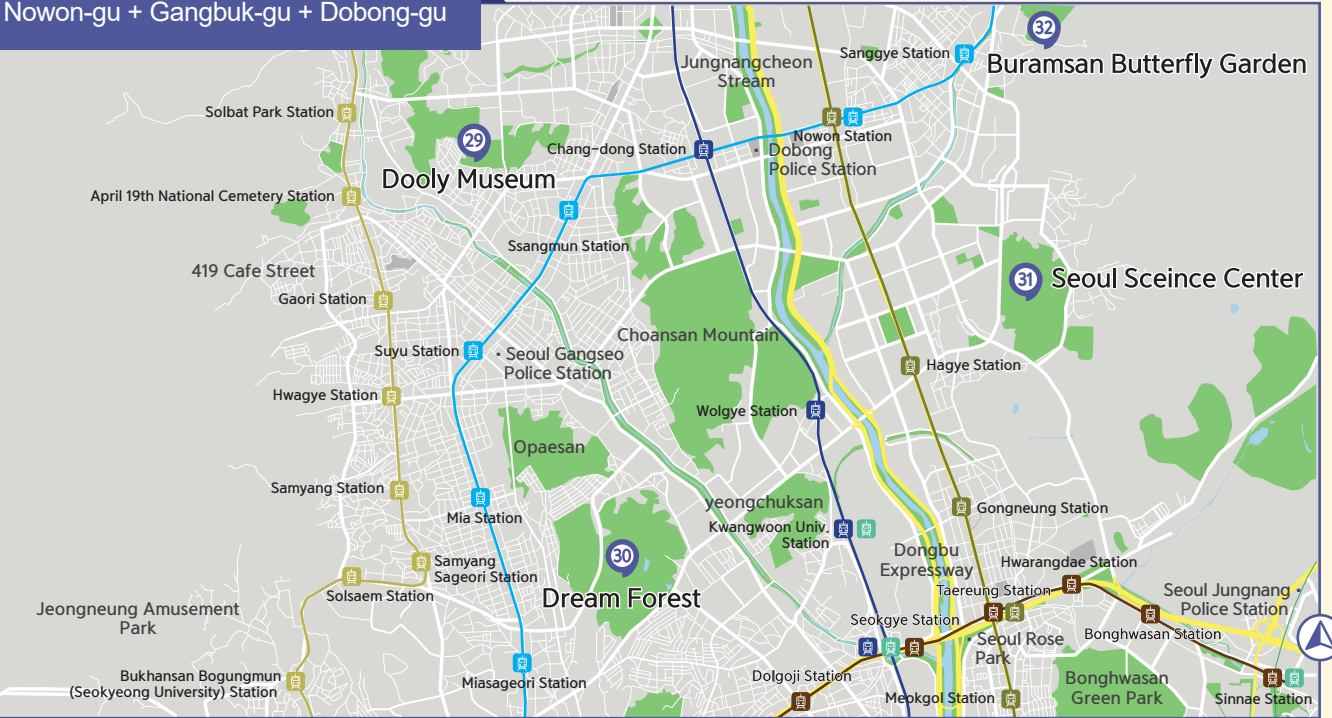 Nowon-gu + Gangbuk-gu + Dobong-gu
32
Sanggye Station
Buramsan Butterfly Garden
Jungnangcheon
Stream
Solbat Park Station
Nowon Station
29
Chang-dong Station
Dobong
Police Station
Dooly Museum
April 19th National Cemetery Station
Ssangmun Station
419 Cafe Street
31
Seoul Sceince Center
Gaori Station
Choansan Mountain
Suyu Station
Seoul Gangseo
Police Station
Hagye Station
Hwagye Station
Wolgye Station
Opaesan
Samyang Station
Mia Station
yeongchuksan
Gongneung Station
Kwangwoon Univ.
Station
30
Dongbu
Expressway
Hwarangdae Station
Samyang
Sageori Station
Solsaem Station
Dream Forest
Taereung Station
Seoul Jungnang
Police Station
Jeongneung Amusement
Park
Seokgye Station
Bonghwasan Station
Seoul Rose
Park
Bukhansan Bogungmun
(Seokyeong University) Station
Miasageori Station
Dolgoji Station
Bonghwasan
Green Park
Meokgol Station
Sinnae Station